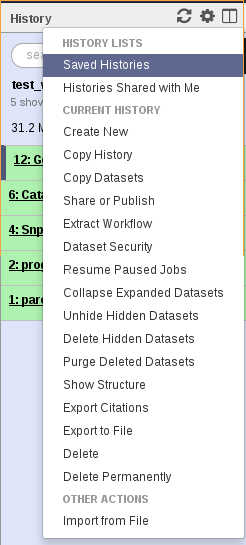 History
HISTORY LISTS
Saved Histories
Histories Shared with Me
CURRENT HISTORY
Create New
Copy History
Copy Datasets
Share or Publish
Extract Workflow
Dataset Security
Resume Paused Jobs
Collapse Expanded Datasets
Unhide Hidden Datasets
Delete Hidden Datasets
Purge Deleted Datasets
Show Structure
Export Citations
Export to File
Delete
Delete Permanently
OTHER ACTIONS
Import from File
sea
test_
5 shov
31.2 M
12: G
6: Cat
4: Snp
2: pro
1: par